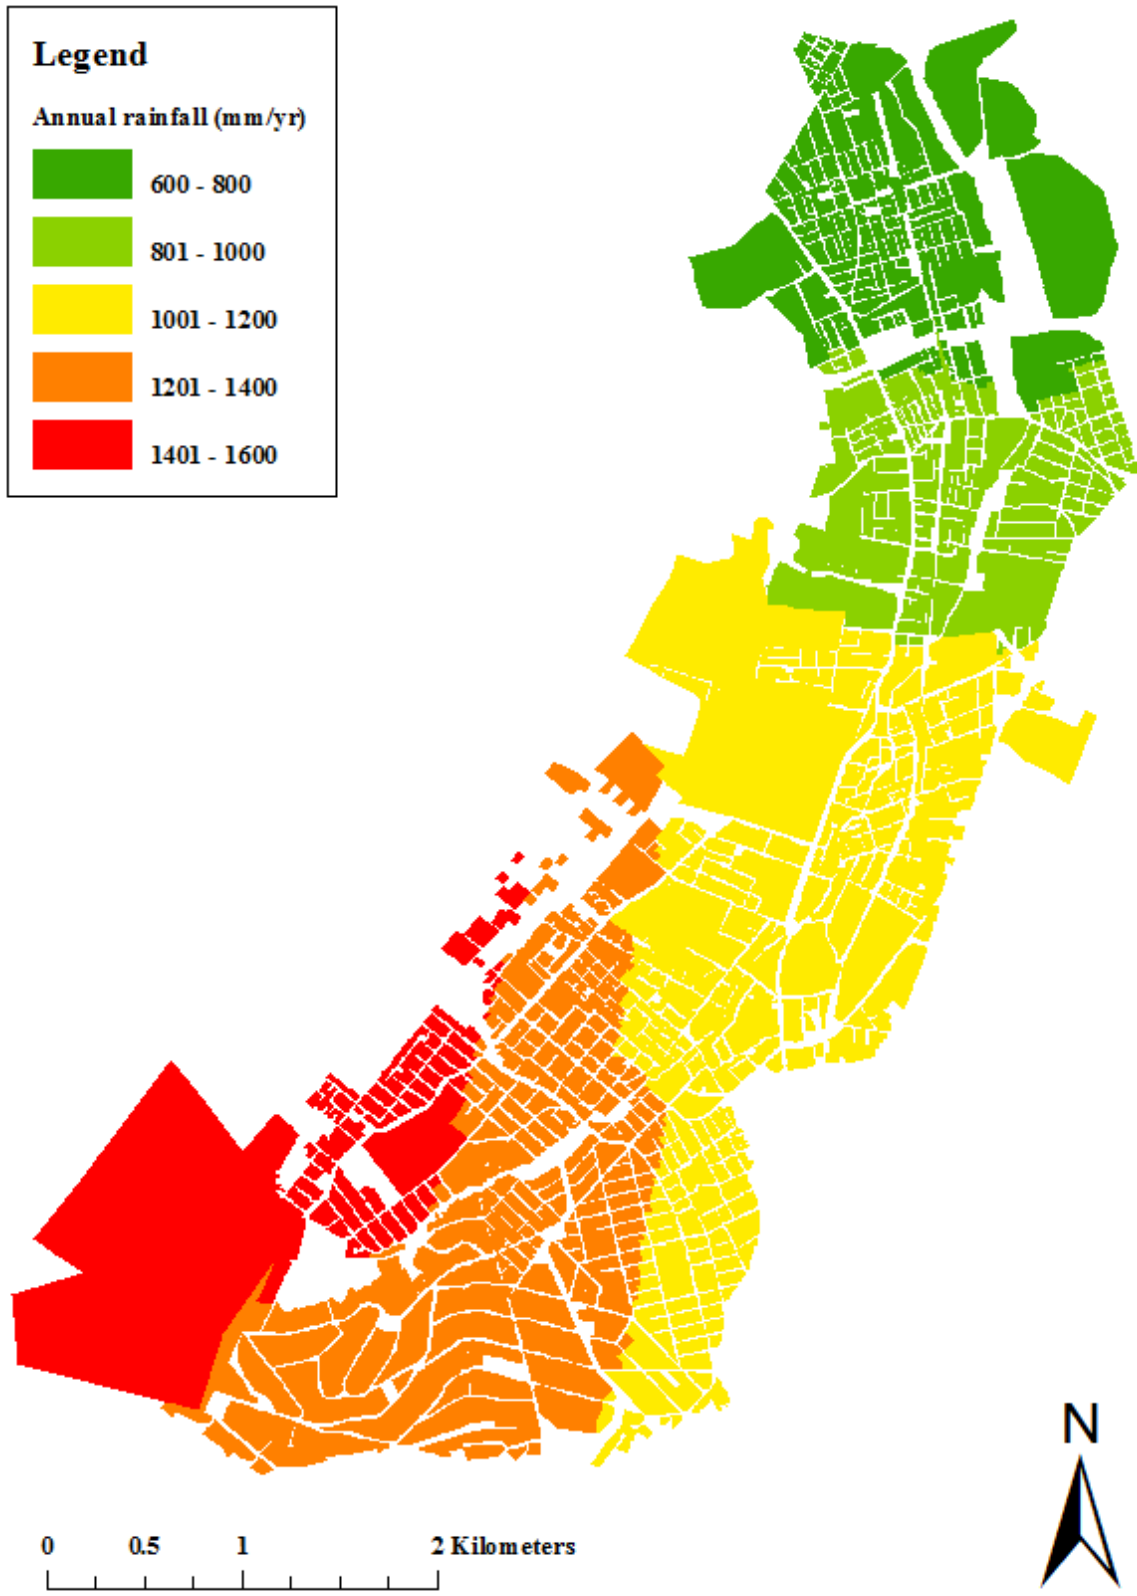 Legend
Annual rainfall (mm/yr)
600 - 800
801 - 1000
1001 - 1200
1201 - 1400
1401 - 1600
N
0 0.5 1 2 Kilometers